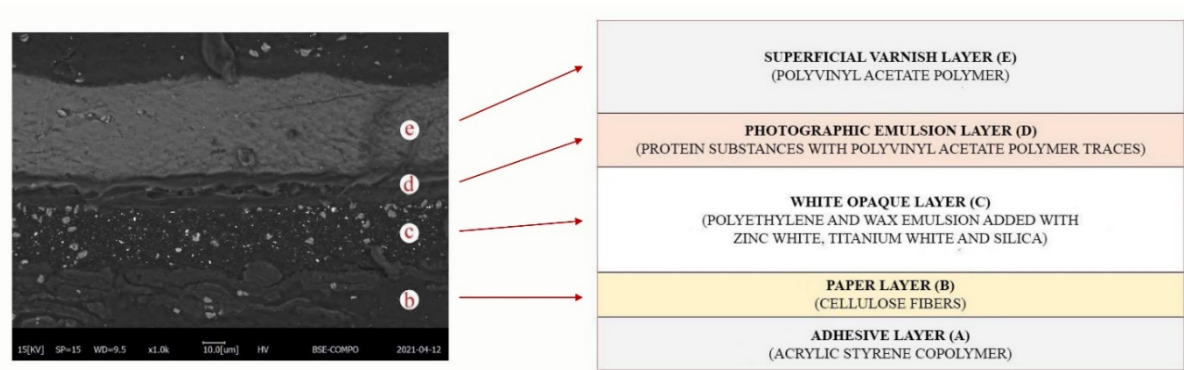 e
d
c
b
15[KV] SP=15 WD=9.5 x1.0k 10.0[um] HV BSE-COMPO 2021-04-12
SUPERFICIAL VARNISH LAYER (E)
(POLYVINYL ACETATE POLYMER)
PHOTOGRAPHIC EMULSION LAYER (D)
(PROTEIN SUBSTANCES WITH POLYVINYL ACETATE POLYMER TRACES)
WHITE OPAQUE LAYER (C)
(POLYETHYLENE AND WAX EMULSION ADDED WITH
ZINC WHITE, TITANIUM WHITE AND SILICA)
PAPER LAYER (B)
(CELLULOSE FIBERS)
ADHESIVE LAYER (A)
(ACRYLIC STYRENE COPOLYMER)